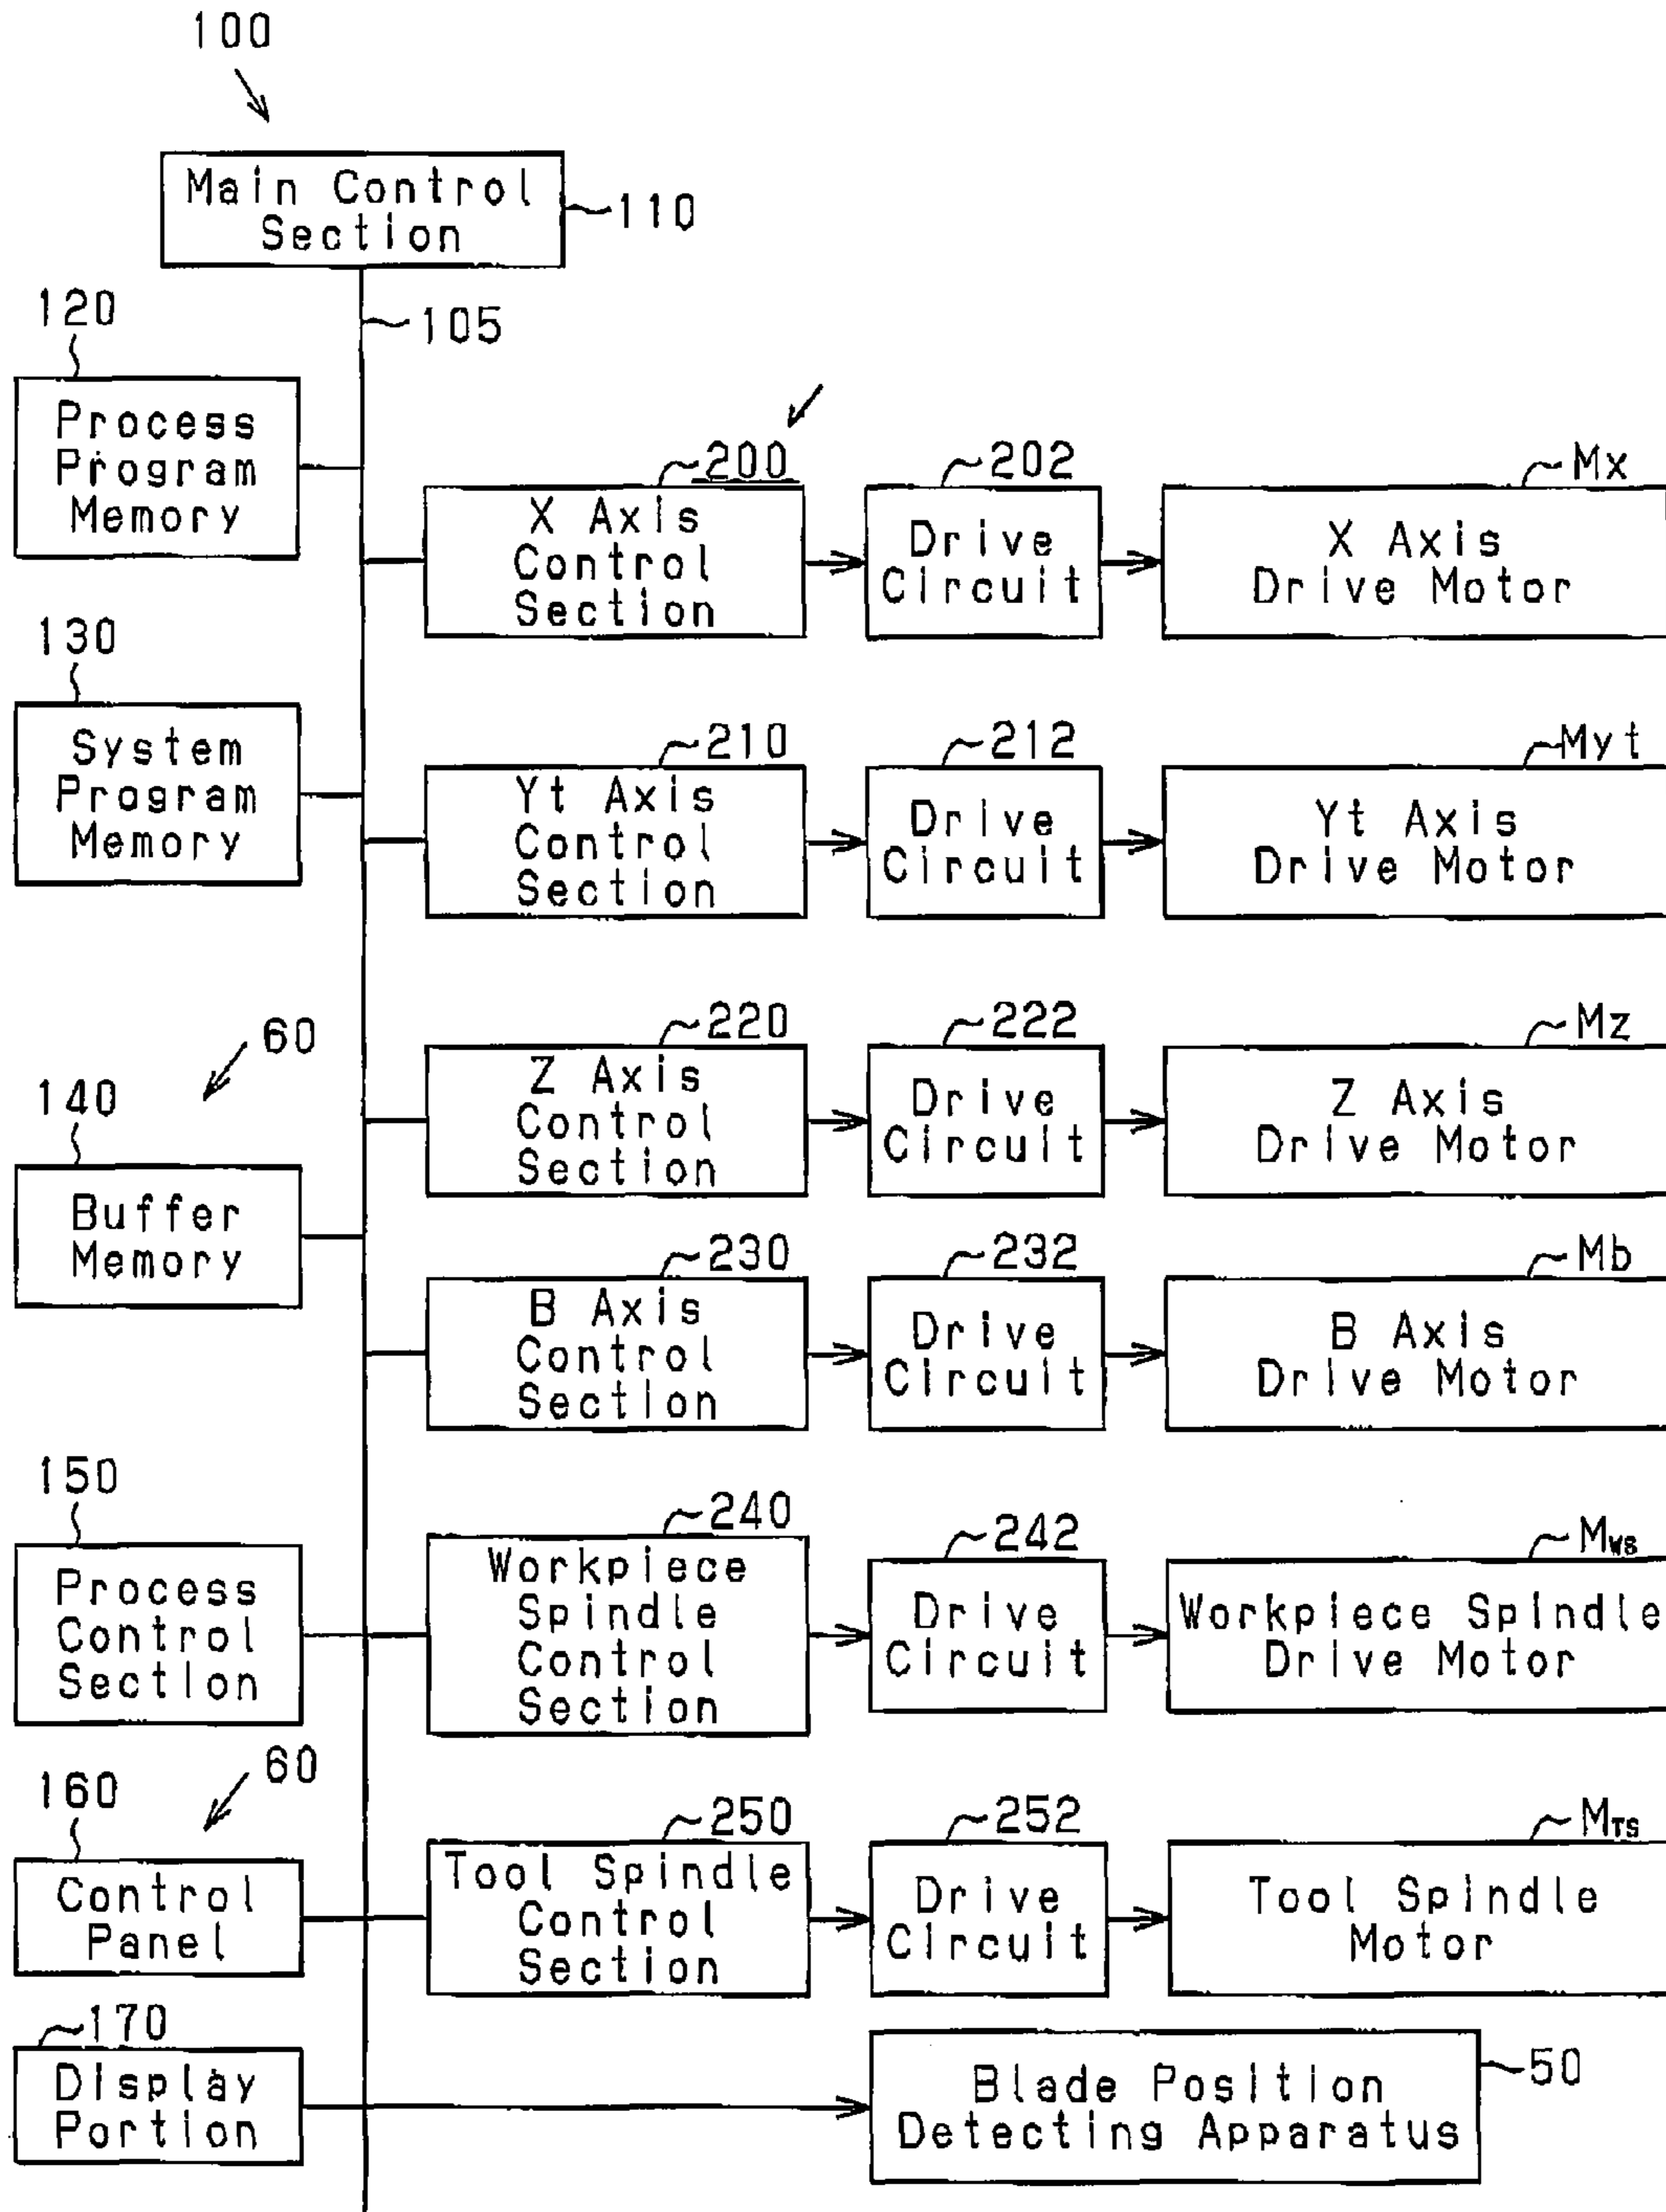 100
Main Control
Section
110
105
120
Process
Program
Memory
200
X Axis
Control
Section
202
Drive
Circuit
Mx
X Axis
Drive Motor
130
System
Program
Memory
210
Yt Axis
Control
Section
212
Drive
Circuit
Myt
Yt Axis
Drive Motor
60
140
Buffer
Memory
220
Z Axis
Control
Section
222
Drive
Circuit
Mz
Z Axis
Drive Motor
230
B Axis
Control
Section
232
Drive
Circuit
Mb
B Axis
Drive Motor
150
Process
Control
Section
240
Workpiece
Spindle
Control
Section
242
Drive
Circuit
Mws
Workpiece Spindle
Drive Motor
60
160
Control
Panel
250
Tool Spindle
Control
Section
252
Drive
Circuit
MTS
Tool Spindle
Motor
170
Display
Portion
50
Blade Position
Detecting Apparatus